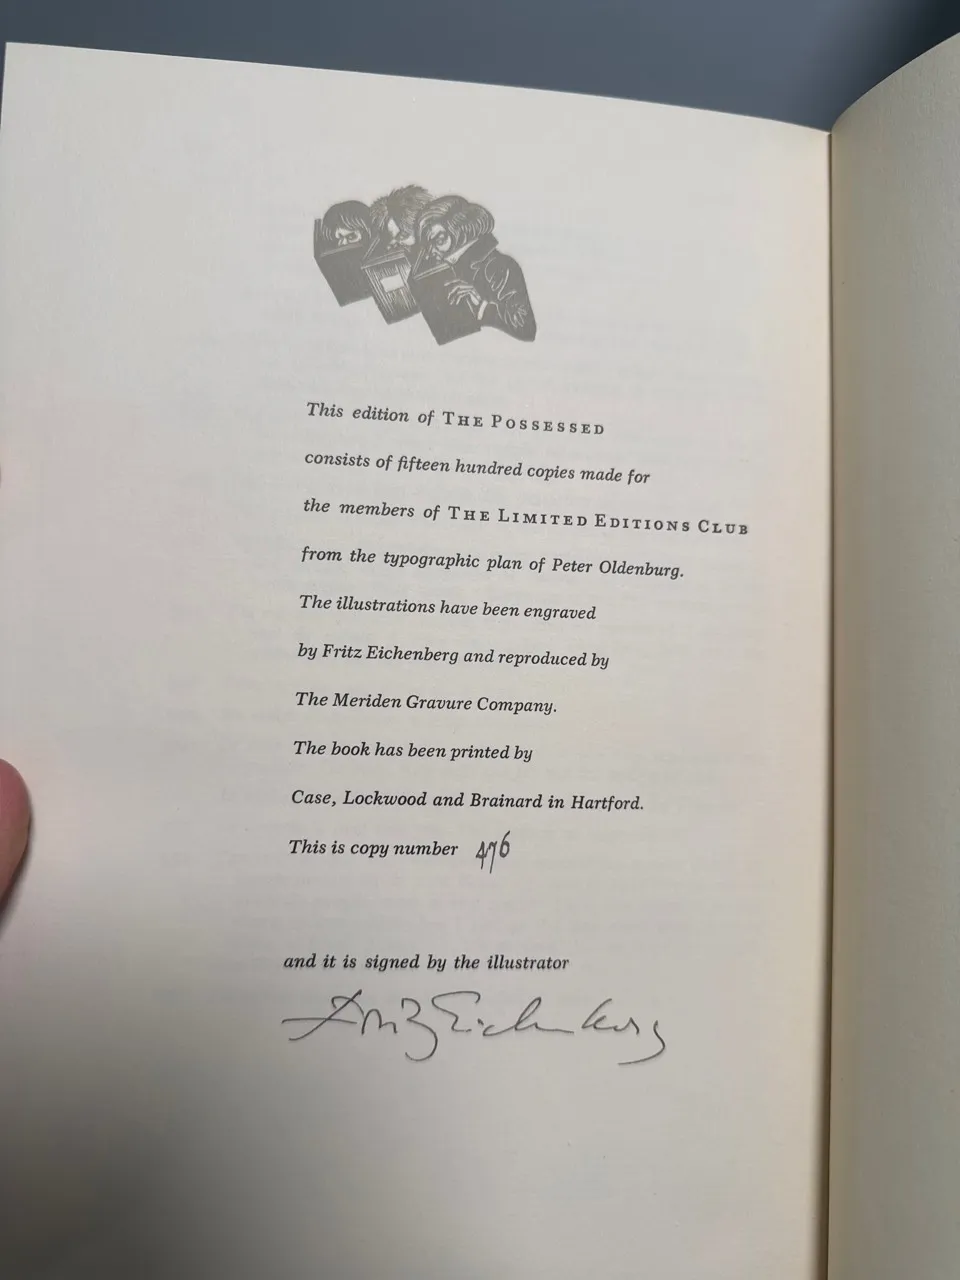 This edition of THE POSSESSED
consists of fifteen hundred copies made for
the members of THE LIMITED EDITIONS CLUB
from the typographic plan of Peter Oldenburg.
The illustrations have been engraved
by Fritz Eichenberg and reproduced by
The Meriden Gravure Company.
The book has been printed by
Case, Lockwood and Brainard in Hartford.
This is copy number 476
and it is signed by the illustrator
Fritz Eichenberg